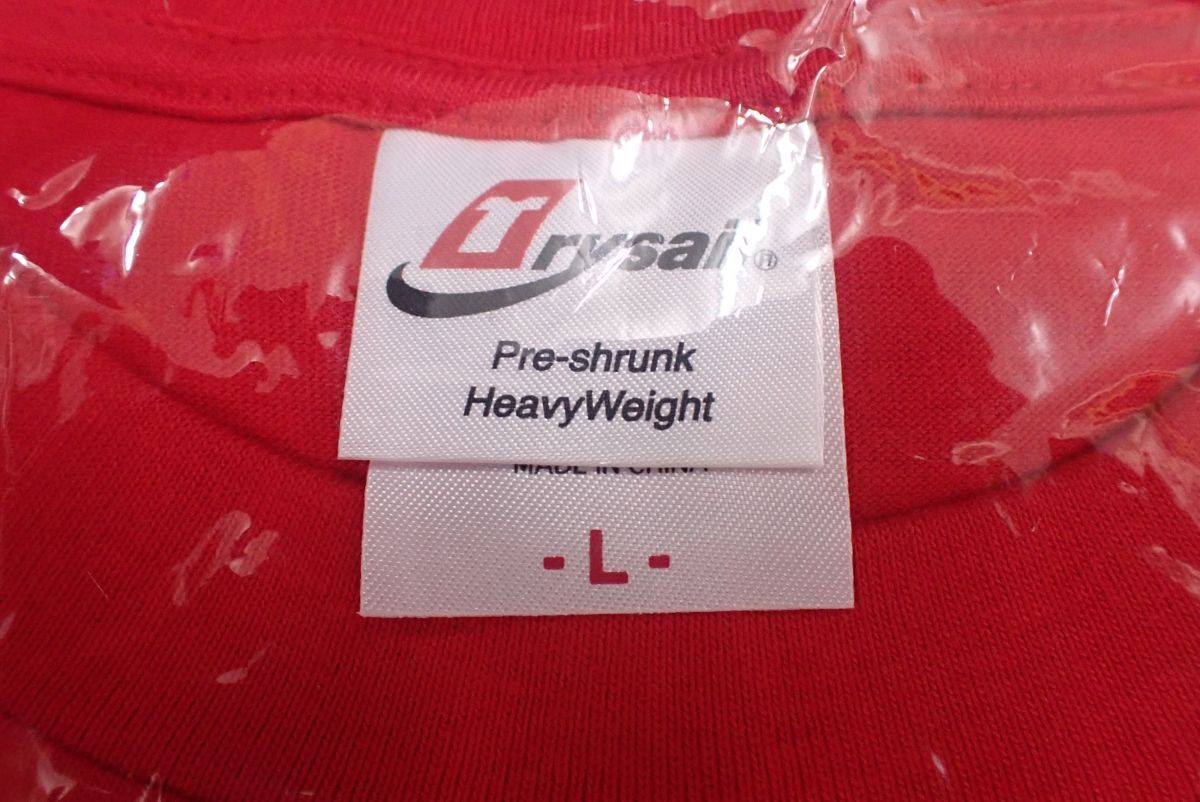 Trysail®
Pre-shrunk
HeavyWeight
MADE IN CHINA
- L -